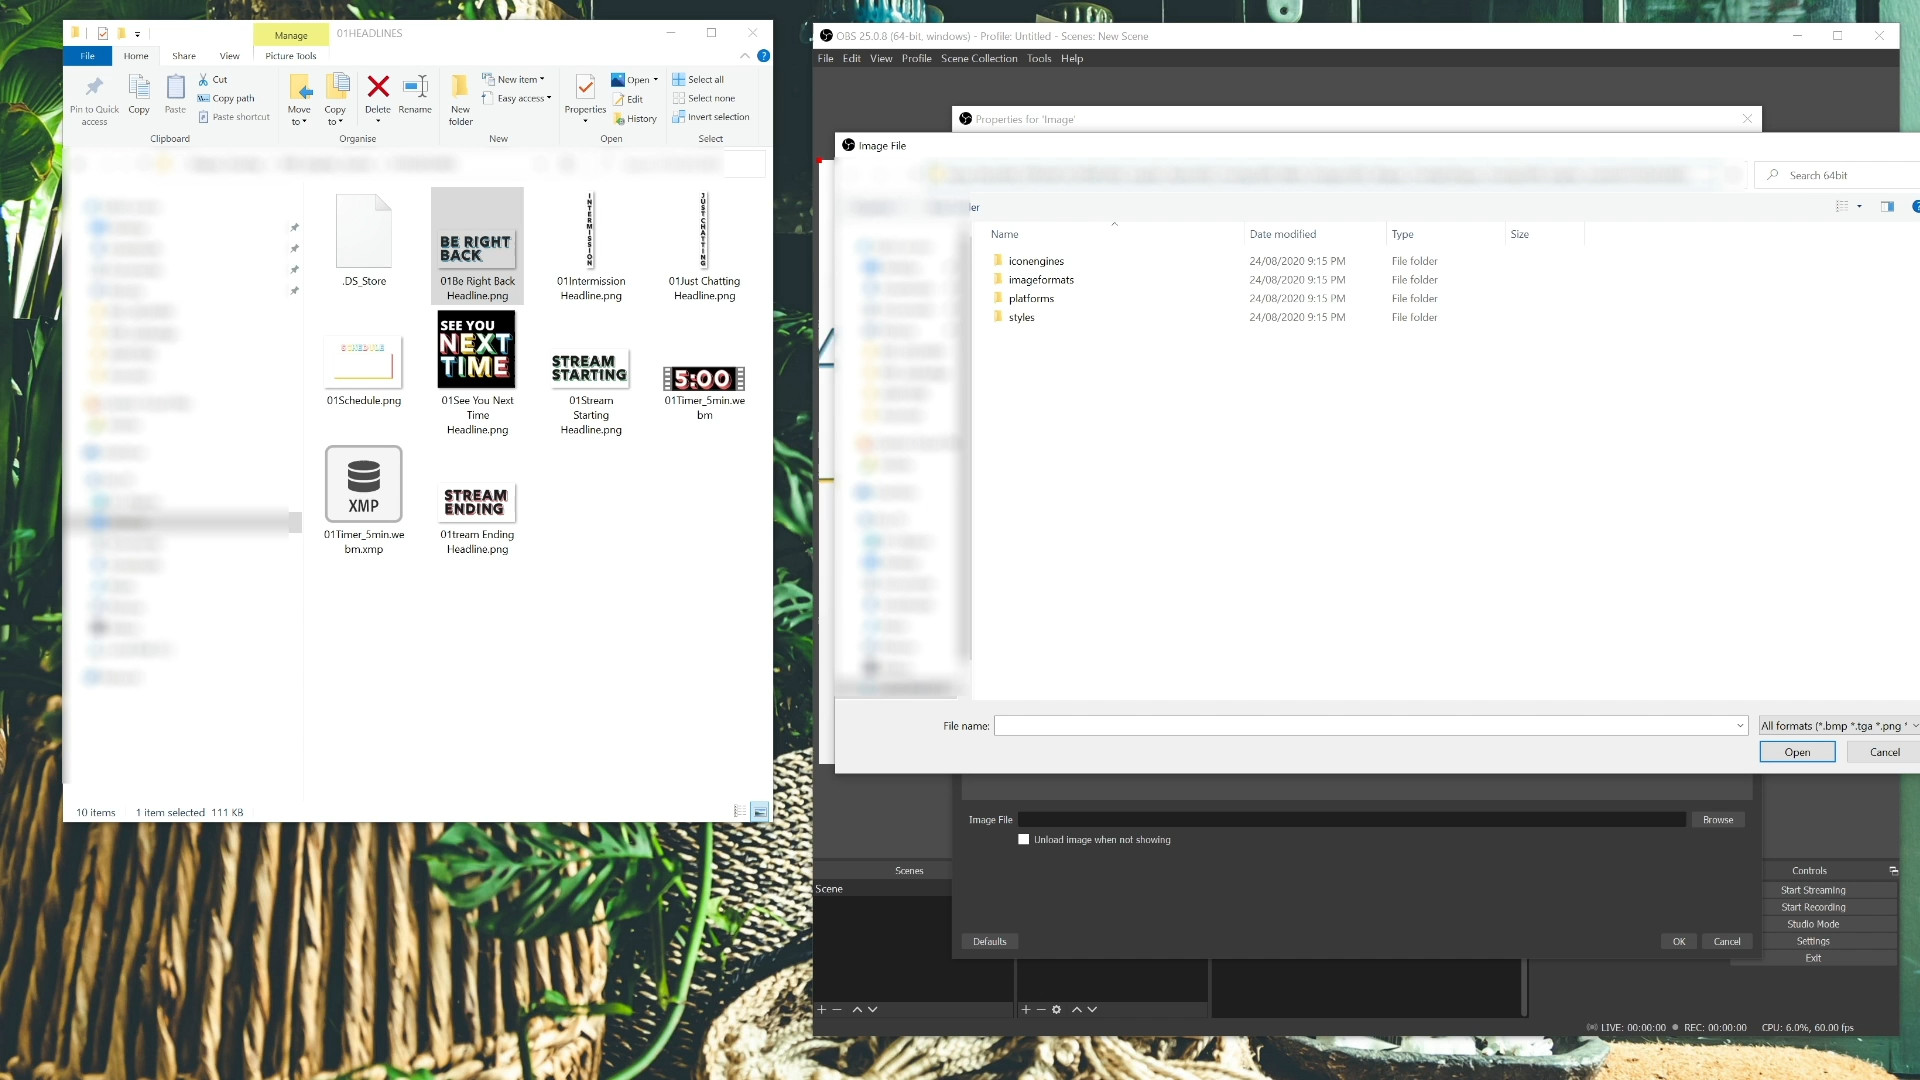 Manage
01HEADLINES
File
Home
Share
View
Picture Tools
Pin to Quick
access
Copy
Paste
Cut
Copy path
Paste shortcut
Clipboard
Move
to
Copy
to
Delete
Rename
Organise
New
folder
New item
Easy access
New
Properties
Open
Edit
History
Open
Select all
Select none
Invert selection
Select
.DS_Store
BE RIGHT
BACK
01Be Right Back
Headline.png
INTERMISSION
01Intermission
Headline.png
JUST CHATTING
01Just Chatting
Headline.png
SCHEDULE
01Schedule.png
SEE YOU
NEXT
TIME
01See You Next
Time
Headline.png
STREAM
STARTING
01Stream
Starting
Headline.png
5:00
01Timer_5min.we
bm
XMP
01Timer_5min.we
bm.xmp
STREAM
ENDING
01tream Ending
Headline.png
10 items
1 item selected 111 KB
OBS 25.0.8 (64-bit, windows) - Profile: Untitled - Scenes: New Scene
File Edit View Profile Scene Collection Tools Help
Properties for 'Image'
Image File
Search 64bit
der
Name
Date modified
Type
Size
iconengines 24/08/2020 9:15 PM File folder
imageformats 24/08/2020 9:15 PM File folder
platforms 24/08/2020 9:15 PM File folder
styles 24/08/2020 9:15 PM File folder
File name:
All formats (*.bmp *.tga *.png *
Open
Cancel
Image File
Browse
Unload image when not showing
Defaults
OK
Cancel
Scenes
Scene
Controls
Start Streaming
Start Recording
Studio Mode
Settings
Exit
LIVE: 00:00:00
REC: 00:00:00
CPU: 6.0%, 60.00 fps